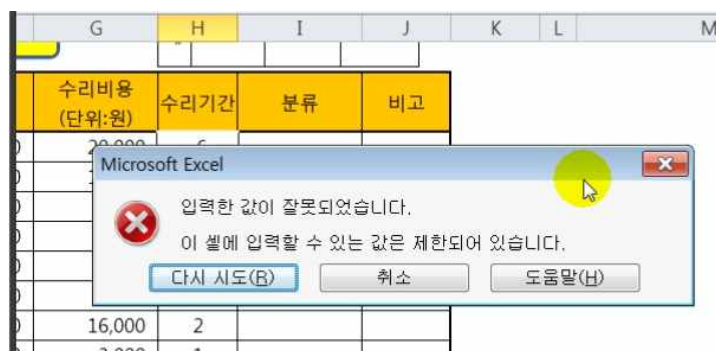 G H I J K L M
수리비용 수리기간 분류 비고
(단위:원)
Microsoft Excel
입력한 값이 잘못되었습니다.
이 셀에 입력할 수 있는 값은 제한되어 있습니다.
다시 시도(R) 취소 도움말(H)
16,000 2